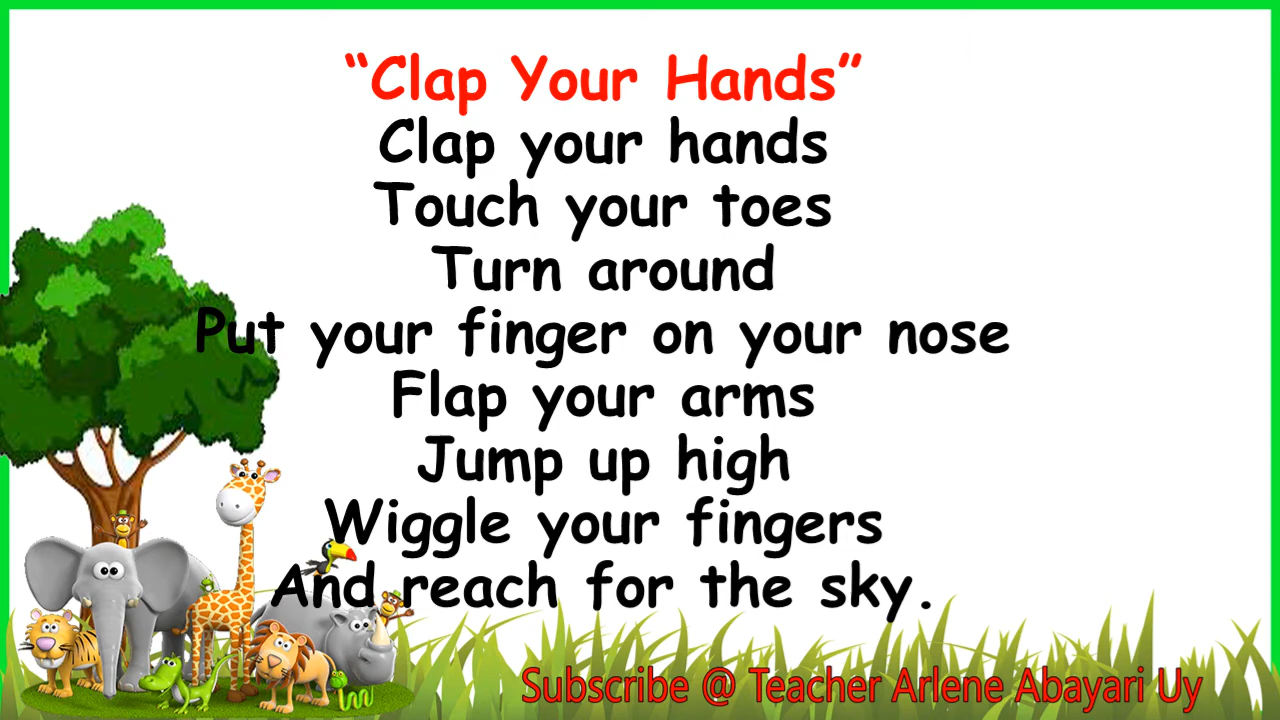 “Clap Your Hands”
Clap your hands
Touch your toes
Turn around
Put your finger on your nose
Flap your arms
Jump up high
Wiggle your fingers
And reach for the sky.
Subscribe @ Teacher Arlene Abayari Uy